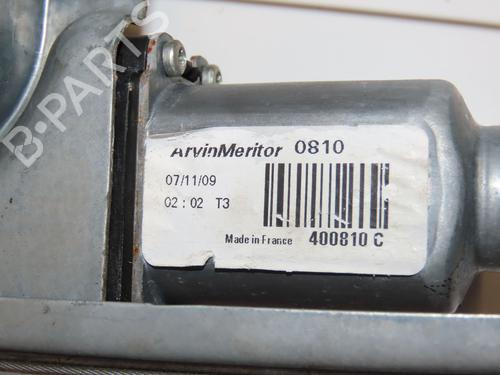 B-PARTS
ArvinMeritor 0810
07/11/09
02 : 02 T3
Made in France 400810 C